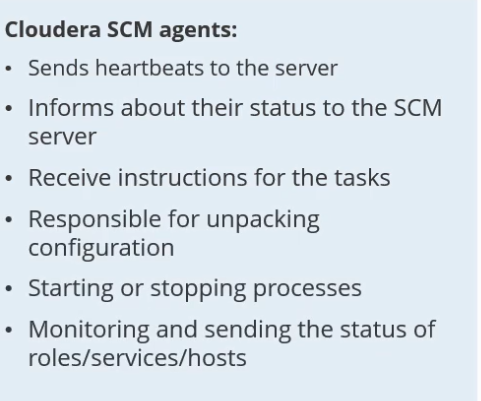 Cloudera SCM agents:
• Sends heartbeats to the server
• Informs about their status to the SCM
server
• Receive instructions for the tasks
• Responsible for unpacking
configuration
• Starting or stopping processes
• Monitoring and sending the status of
roles/services/hosts